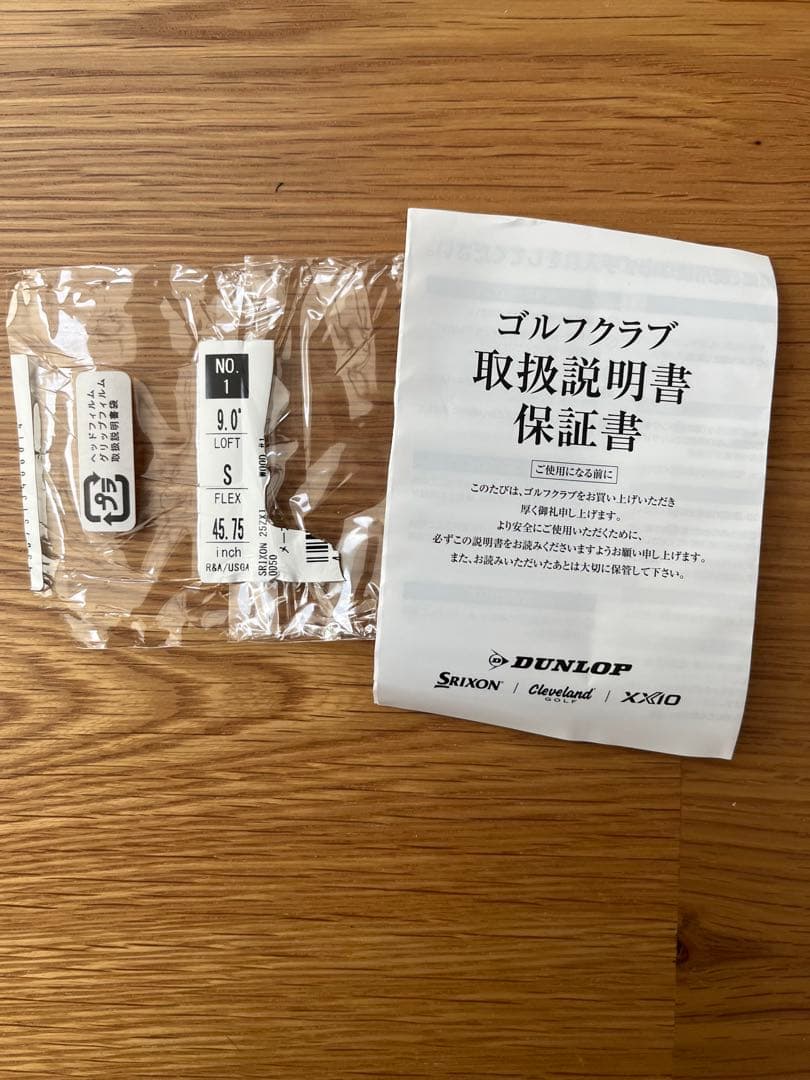 ヘッドフィルム
グリップフィルム
取扱説明書袋
プラ
NO.
1
9.0°
LOFT
S
FLEX
45.75
inch
R&A/USGA
WOOD #1
SRIXON 25ZX1
OD50
メー
ゴルフクラブ
取扱説明書
保証書
ご使用になる前に
このたびは、ゴルフクラブをお買い上げいただき
厚く御礼申し上げます。
より安全にご使用いただくために、
必ずこの説明書をお読みくださいますようお願い申し上げます。
また、お読みいただいたあとは大切に保管して下さい。
DUNLOP
SRIXON / Cleveland GOLF / XXIO